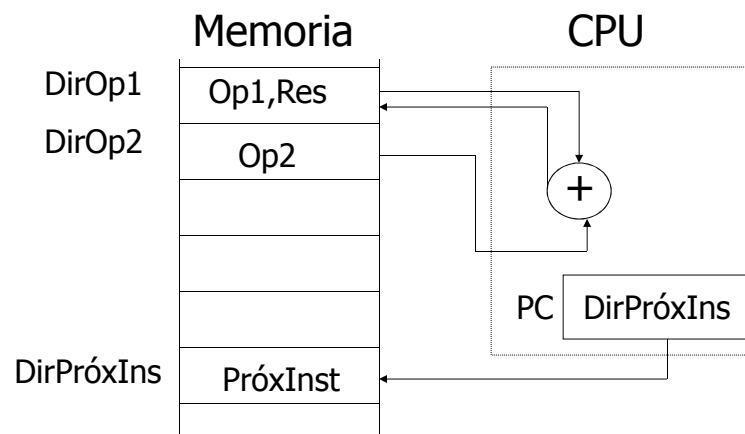 Memoria
CPU
DirOp1
Op1,Res
DirOp2
Op2
+
PC
DirPróxIns
DirPróxIns
PróxInst